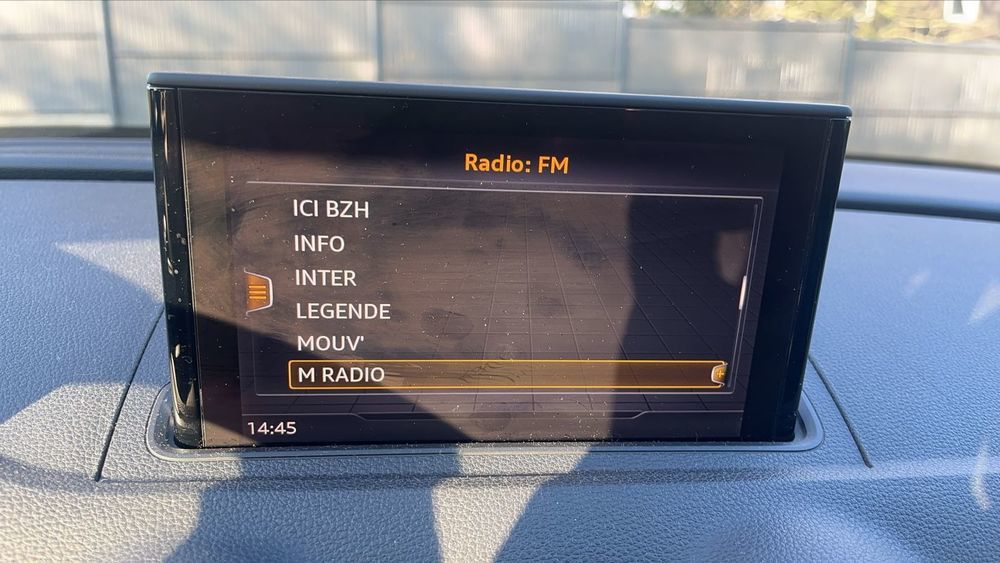 Radio: FM
ICI BZH
INFO
INTER
LEGENDE
MOUV'
M RADIO
14:45